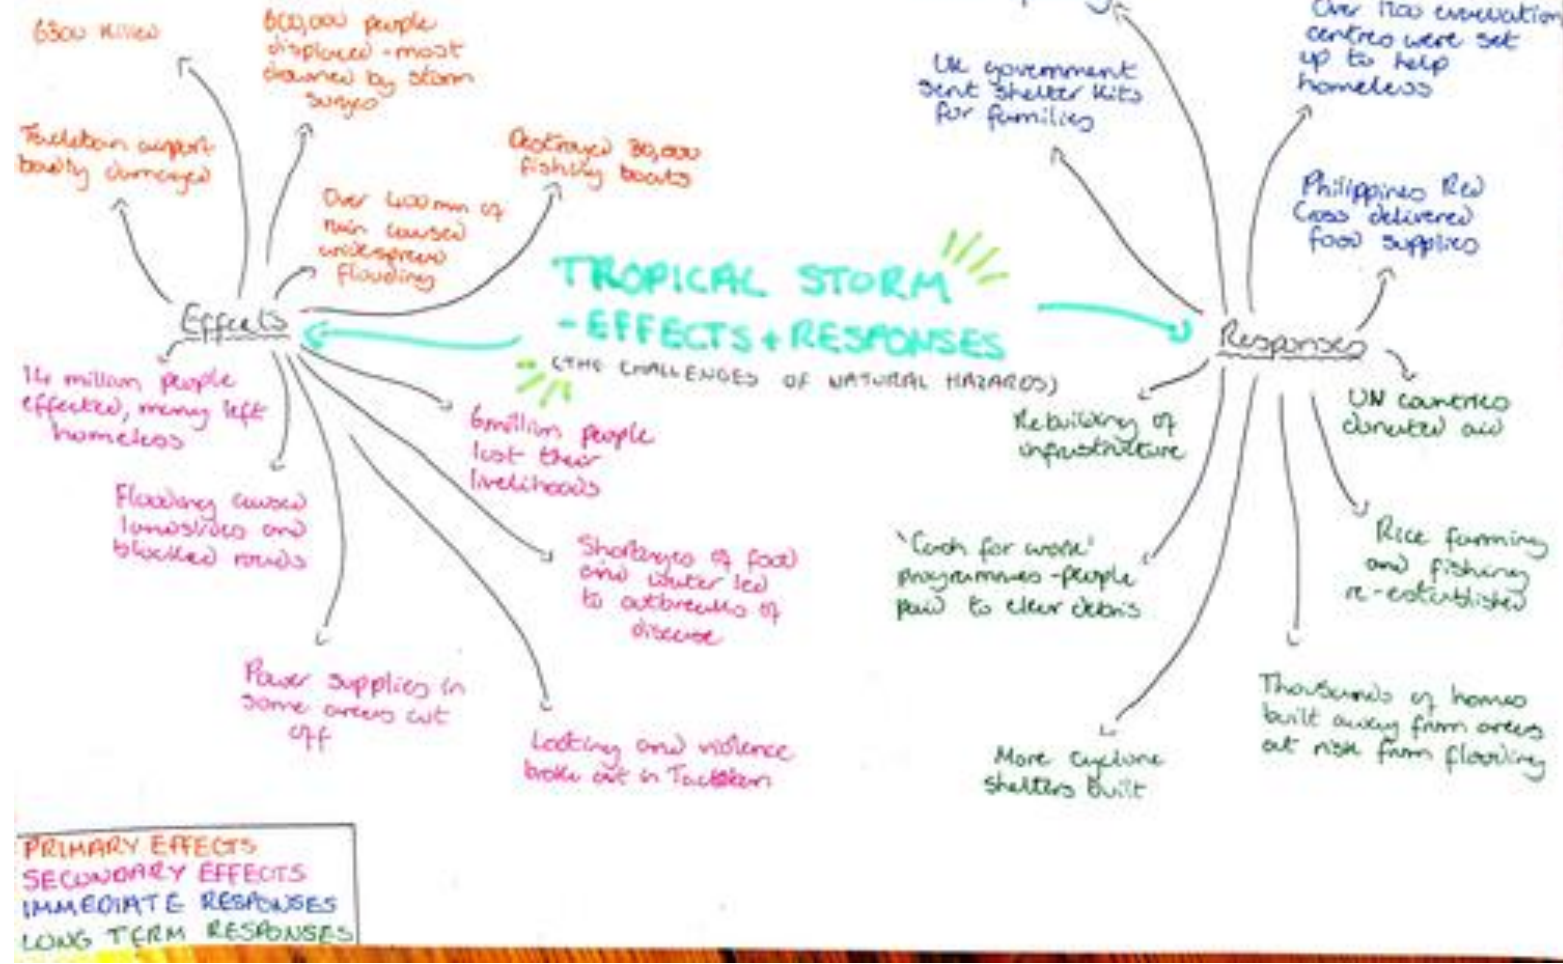 6300 killed
600,000 people
displaced - most
drowned by storm
surges
Tacloban airport
badly damaged
Over 400mm of
rain caused
widespread
flooding
Destroyed 30,000
fishing boats
TROPICAL STORM
- EFFECTS + RESPONSES
(THE CHALLENGES OF NATURAL HAZARDS)
Effects
14 million people
effected, many left
homeless
Flooding caused
landslides and
blocked roads
Power supplies in
some areas cut
off
6million people
lost their
livelihoods
Shortages of food
and water led
to outbreaks of
disease
Looting and violence
broke out in Tacloban
UK government
sent shelter kits
for families
Over 1200 evacuation
centres were set
up to help
homeless
Philippines Red
Cross delivered
food supplies
Responses
Rebuilding of
infrastructure
UN countries
donated aid
'Cash for work'
programmes - people
paid to clear debris
Rice farming
and fishing
re-established
More cyclone
shelters built
Thousands of homes
built away from areas
at risk from flooding
PRIMARY EFFECTS
SECONDARY EFFECTS
IMMEDIATE RESPONSES
LONG TERM RESPONSES